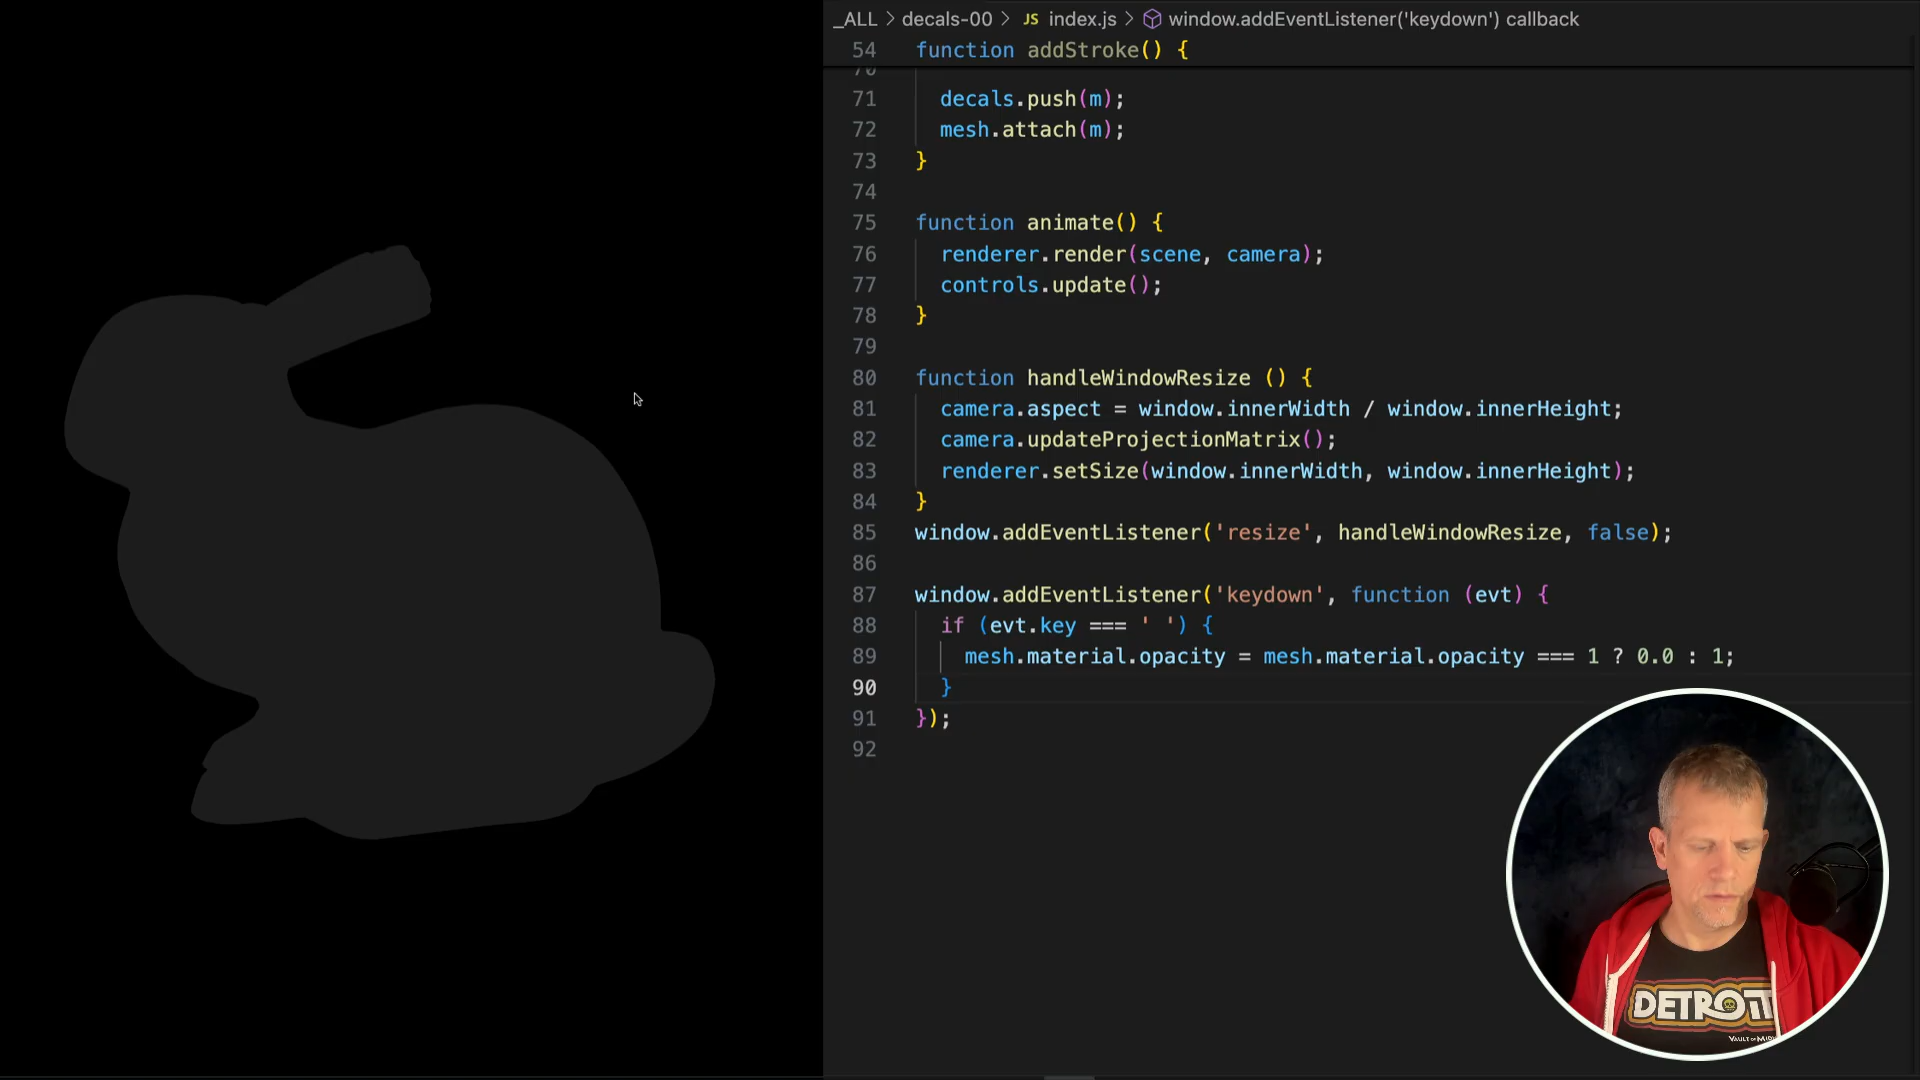 _ALL > decals-00 > JS index.js > window.addEventListener('keydown') callback
54 function addStroke() {
70
71 decals.push(m);
72 mesh.attach(m);
73 }
74
75 function animate() {
76 renderer.render(scene, camera);
77 controls.update();
78 }
79
80 function handleWindowResize () {
81 camera.aspect = window.innerWidth / window.innerHeight;
82 camera.updateProjectionMatrix();
83 renderer.setSize(window.innerWidth, window.innerHeight);
84 }
85 window.addEventListener('resize', handleWindowResize, false);
86
87 window.addEventListener('keydown', function (evt) {
88 if (evt.key === ' ') {
89 mesh.material.opacity = mesh.material.opacity === 1 ? 0.0 : 1;
90 }
91 });
92
DETROIT